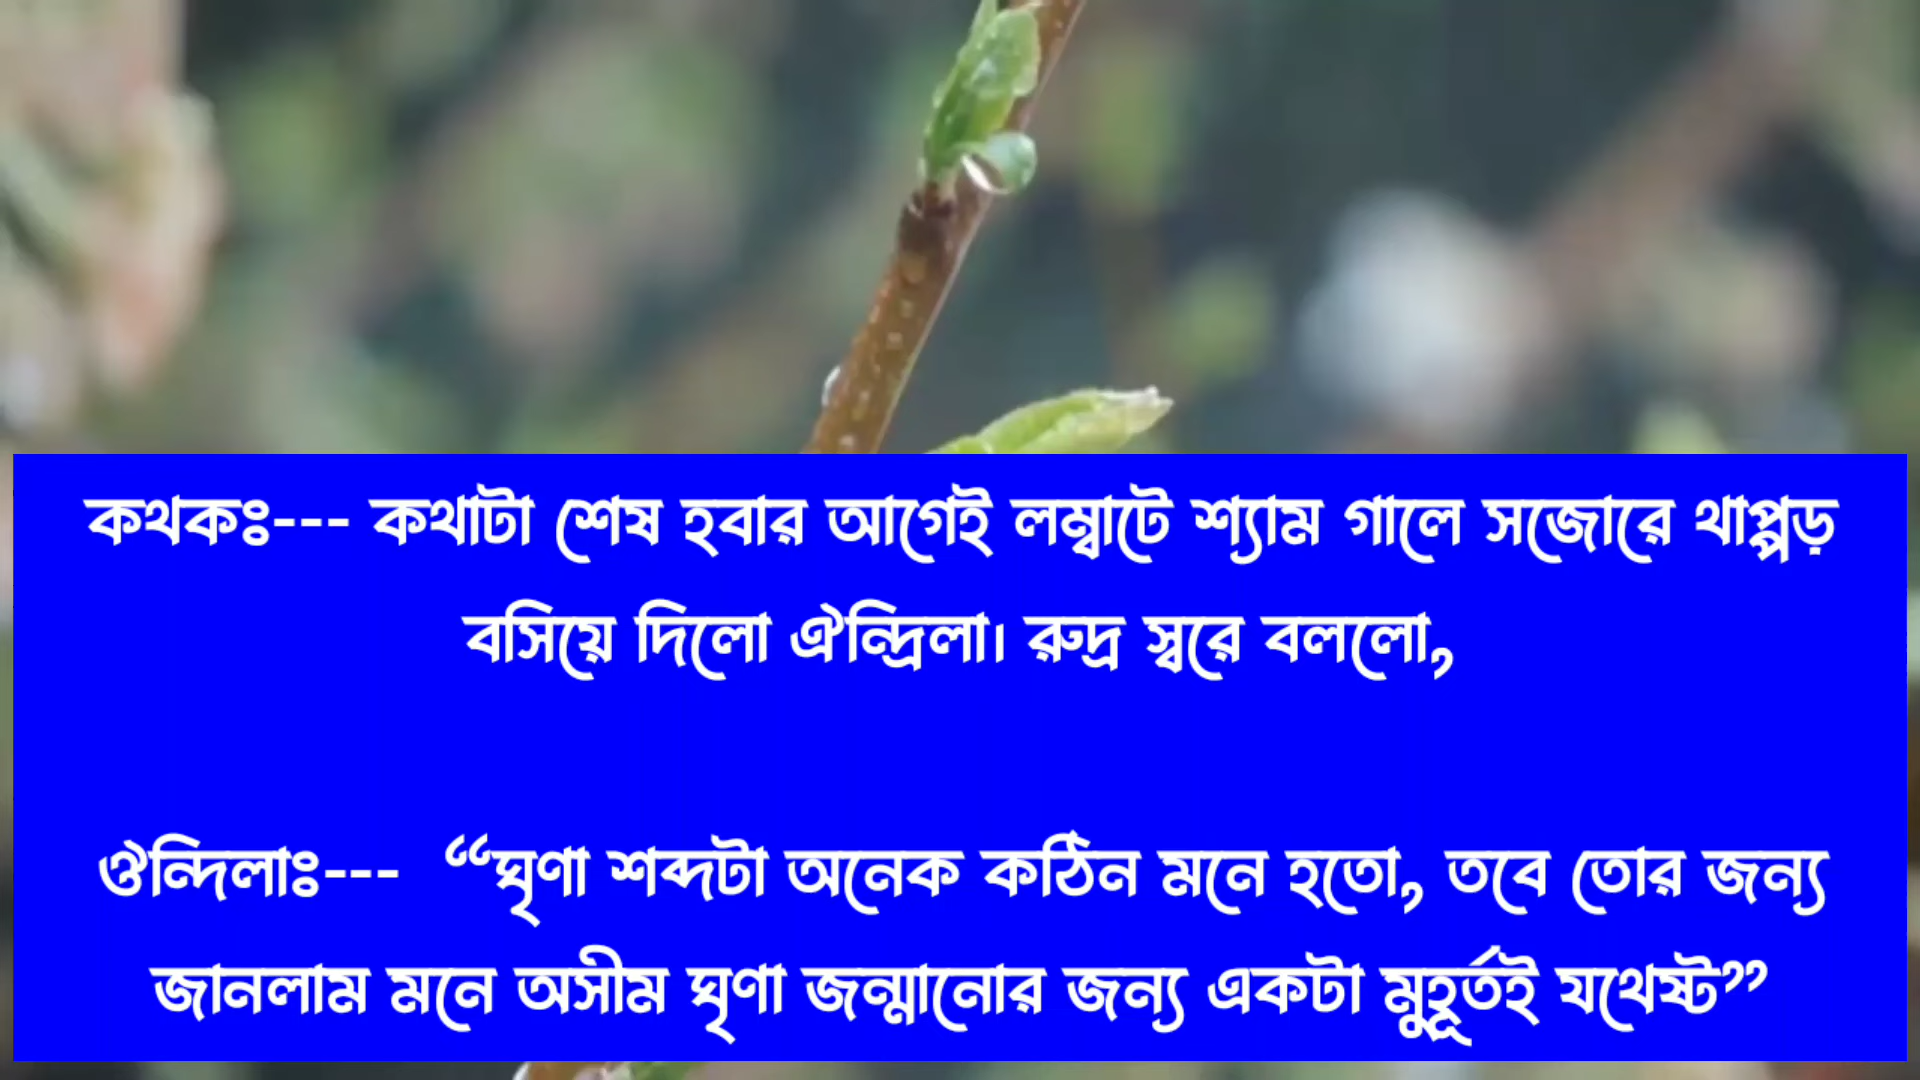 কথকঃ--- কথাটা শেষ হবার আগেই লম্বাটে শ্যাম গালে সজোরে থাপ্পড়
বসিয়ে দিলো ঐন্দ্রিলা। রুদ্র স্বরে বললো,
ঔন্দিলাঃ--- “ঘৃণা শব্দটা অনেক কঠিন মনে হতো, তবে তোর জন্য
জানলাম মনে অসীম ঘৃণা জন্মানোর জন্য একটা মুহূর্তই যথেষ্ট”